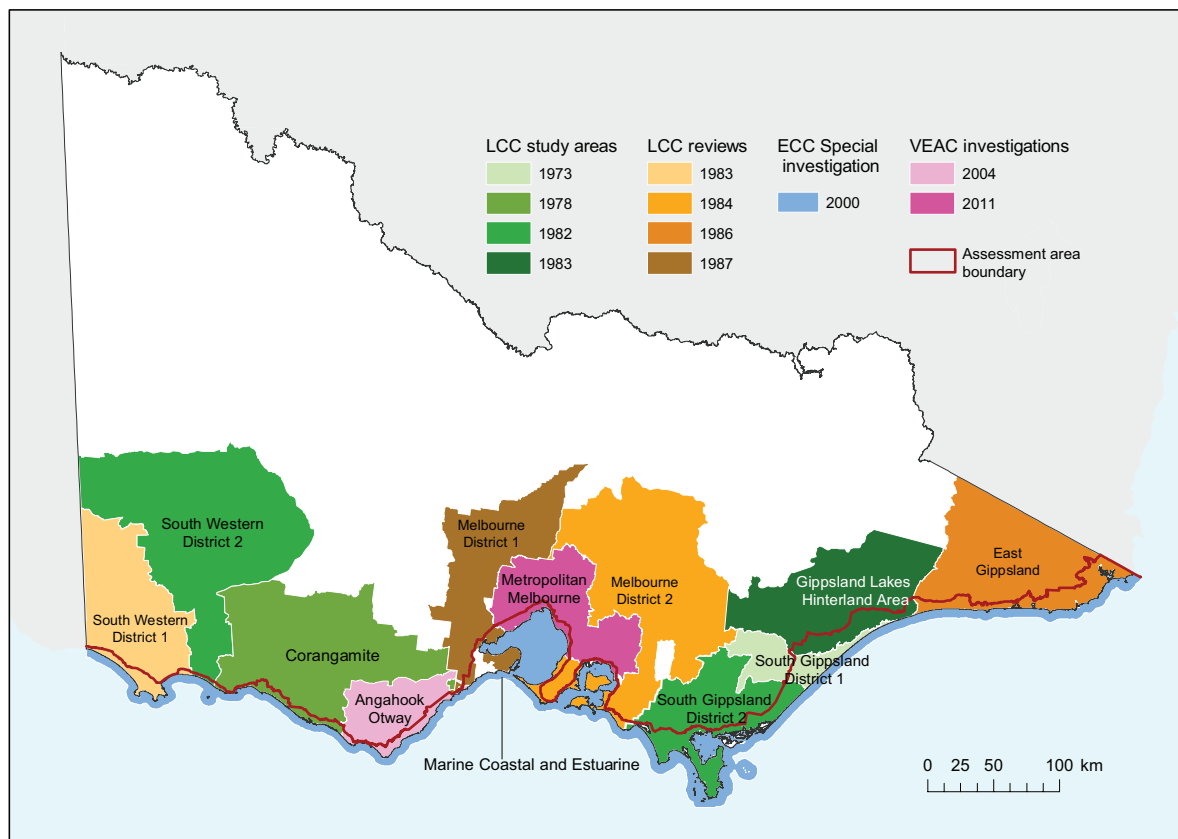 LCC study areas
1973
1978
1982
1983
LCC reviews
1983
1984
1986
1987
ECC Special
investigation
2000
VEAC investigations
2004
2011
Assessment area
boundary
South Western
District 2
South Western
District 1
Corangamite
Angahook
Otway
Melbourne
District 1
Metropolitan
Melbourne
Melbourne
District 2
Gippsland Lakes
Hinterland Area
East
Gippsland
South Gippsland
District 1
South Gippsland
District 2
Marine Coastal and Estuarine
0 25 50 100 km